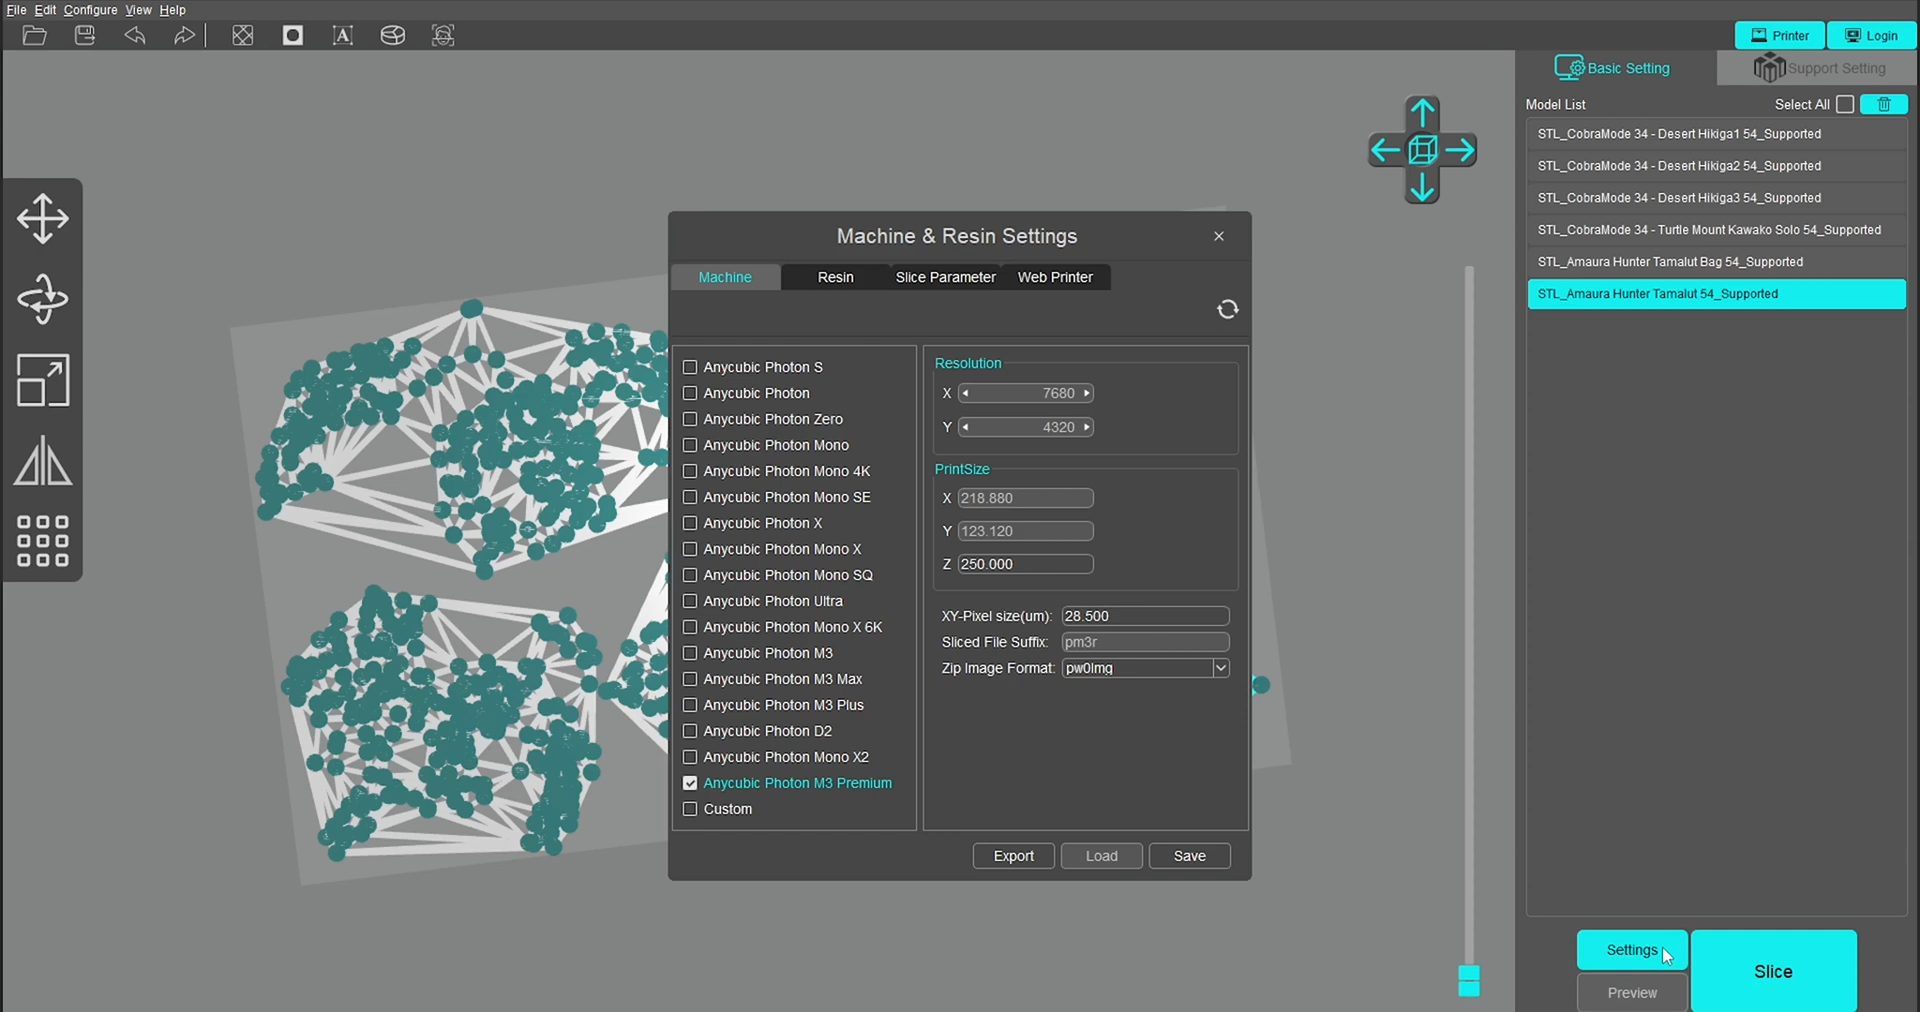 File Edit Configure View Help
Printer
Login
Basic Setting
Support Setting
Model List
Select All
STL_CobraMode 34 - Desert Hikiga1 54_Supported
STL_CobraMode 34 - Desert Hikiga2 54_Supported
STL_CobraMode 34 - Desert Hikiga3 54_Supported
STL_CobraMode 34 - Turtle Mount Kawako Solo 54_Supported
STL_Amaura Hunter Tamalut Bag 54_Supported
STL_Amaura Hunter Tamalut 54_Supported
Machine & Resin Settings
Machine
Resin
Slice Parameter
Web Printer
Anycubic Photon S
Anycubic Photon
Anycubic Photon Zero
Anycubic Photon Mono
Anycubic Photon Mono 4K
Anycubic Photon Mono SE
Anycubic Photon X
Anycubic Photon Mono X
Anycubic Photon Mono SQ
Anycubic Photon Ultra
Anycubic Photon Mono X 6K
Anycubic Photon M3
Anycubic Photon M3 Max
Anycubic Photon M3 Plus
Anycubic Photon D2
Anycubic Photon Mono X2
Anycubic Photon M3 Premium
Custom
Resolution
X 7680
Y 4320
PrintSize
X 218.880
Y 123.120
Z 250.000
XY-Pixel size(um): 28.500
Sliced File Suffix: pm3r
Zip Image Format: pw0Img
Export
Load
Save
Settings
Preview
Slice